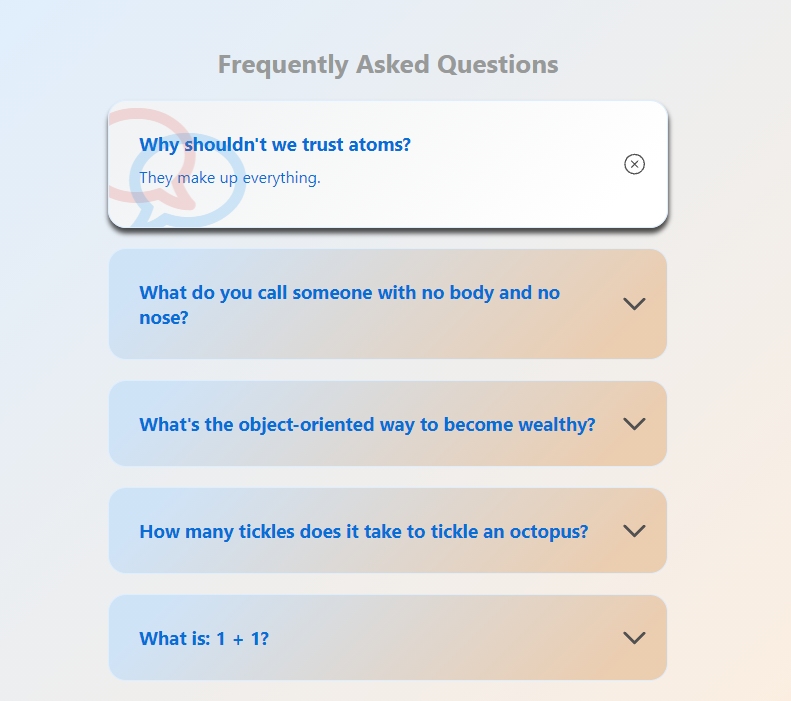 Frequently Asked Questions
Why shouldn't we trust atoms?
They make up everything.
What do you call someone with no body and no
nose?
What's the object-oriented way to become wealthy?
How many tickles does it take to tickle an octopus?
What is: 1 + 1?